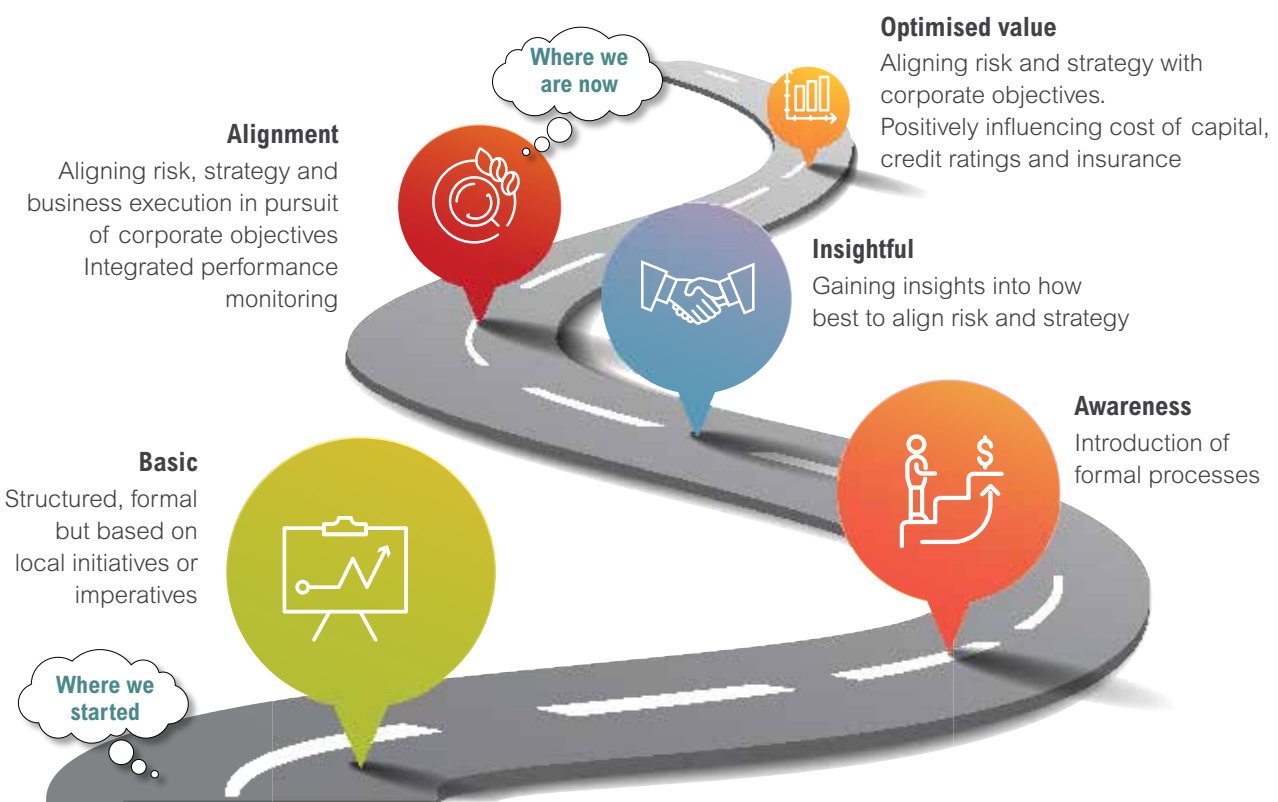 Where we
started
Basic
Structured, formal
but based on
local initiatives or
imperatives
Awareness
Introduction of
formal processes
$
Insightful
Gaining insights into how
best to align risk and strategy
Alignment
Aligning risk, strategy and
business execution in pursuit
of corporate objectives
Integrated performance
monitoring
Where we
are now
Optimised value
Aligning risk and strategy with
corporate objectives.
Positively influencing cost of capital,
credit ratings and insurance